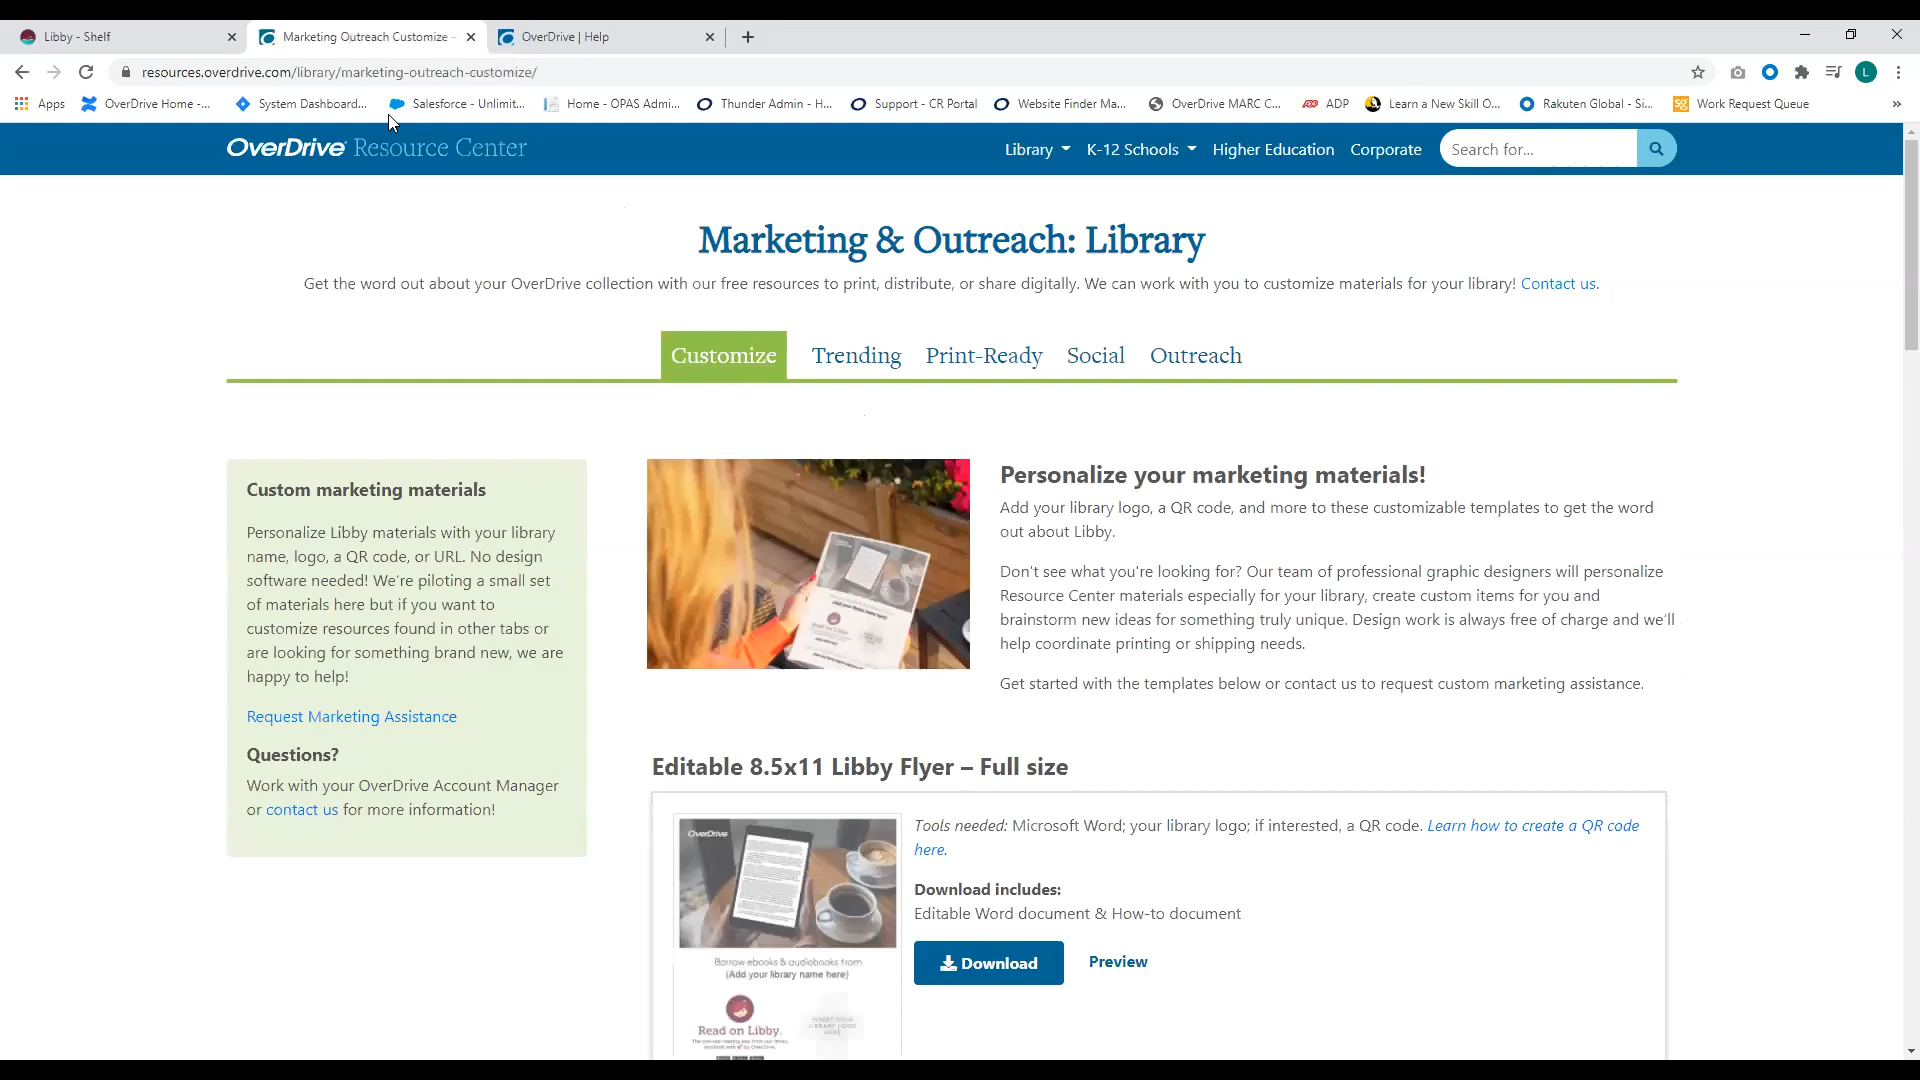 Libby - Shelf
Marketing Outreach Customize -
OverDrive | Help
resources.overdrive.com/library/marketing-outreach-customize/
L
Apps
OverDrive Home -...
System Dashboard...
Salesforce - Unlimit...
Home - OPAS Admi...
Thunder Admin - H...
Support - CR Portal
Website Finder Ma...
OverDrive MARC C...
ADP
Learn a New Skill O...
Rakuten Global - Si...
Work Request Queue
OverDrive Resource Center
Library
K-12 Schools
Higher Education
Corporate
Search for...
Marketing & Outreach: Library
Get the word out about your OverDrive collection with our free resources to print, distribute, or share digitally. We can work with you to customize materials for your library! Contact us.
Customize
Trending
Print-Ready
Social
Outreach
Custom marketing materials
Personalize Libby materials with your library
name, logo, a QR code, or URL. No design
software needed! We're piloting a small set
of materials here but if you want to
customize resources found in other tabs or
are looking for something brand new, we are
happy to help!
Request Marketing Assistance
Questions?
Work with your OverDrive Account Manager
or contact us for more information!
Personalize your marketing materials!
Add your library logo, a QR code, and more to these customizable templates to get the word
out about Libby.
Don't see what you're looking for? Our team of professional graphic designers will personalize
Resource Center materials especially for your library, create custom items for you and
brainstorm new ideas for something truly unique. Design work is always free of charge and we'll
help coordinate printing or shipping needs.
Get started with the templates below or contact us to request custom marketing assistance.
Editable 8.5x11 Libby Flyer – Full size
OverDrive
Borrow ebooks & audiobooks from
(Add your library name here)
Read on Libby.
INSERT YOUR
LIBRARY LOGO
HERE
Tools needed: Microsoft Word; your library logo; if interested, a QR code. Learn how to create a QR code
here.
Download includes:
Editable Word document & How-to document
Download
Preview